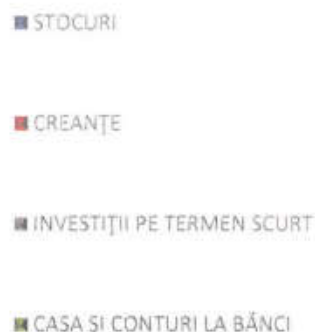 STOCURI
CREANȚE
INVESTIȚII PE TERMEN SCURT
CASA SI CONTURI LA BĂNCI